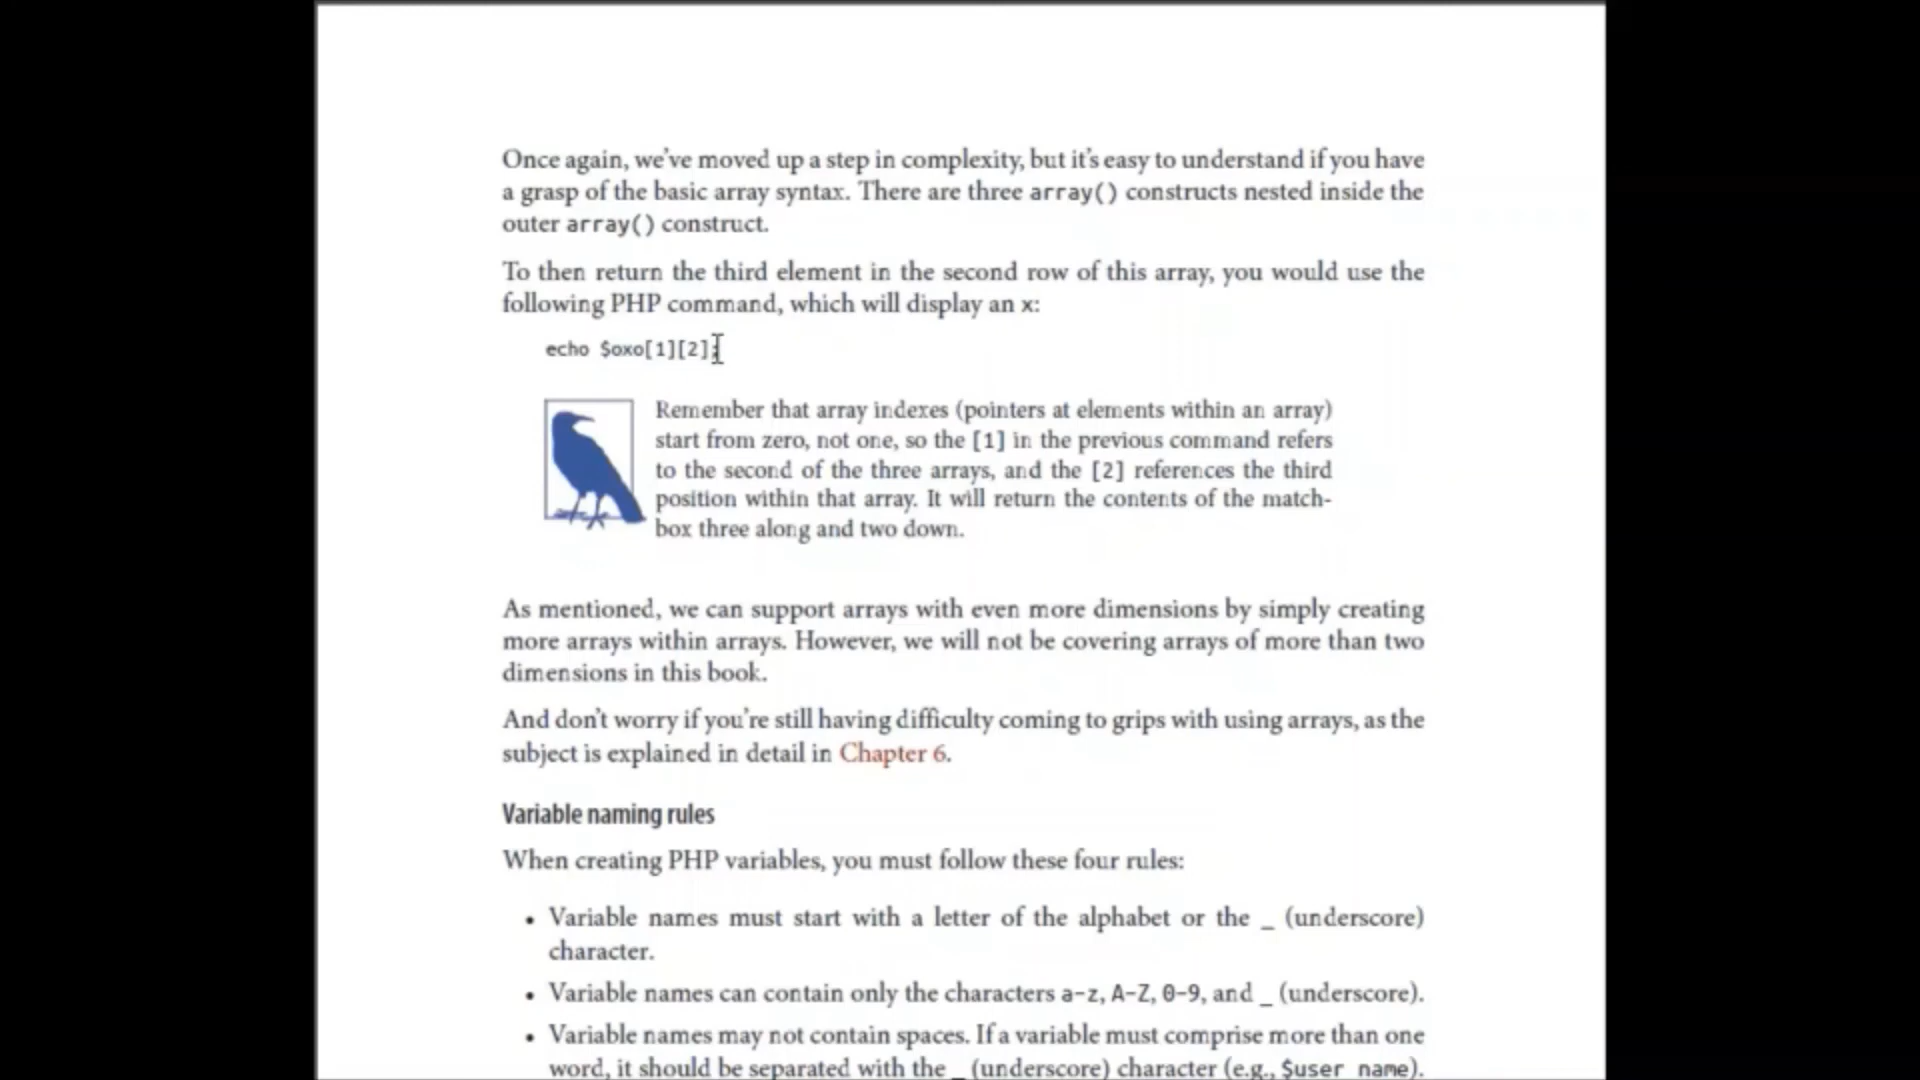 Once again, we've moved up a step in complexity, but it's easy to understand if you have
a grasp of the basic array syntax. There are three array() constructs nested inside the
outer array() construct.
To then return the third element in the second row of this array, you would use the
following PHP command, which will display an x:
echo $oxo[1][2];
Remember that array indexes (pointers at elements within an array)
start from zero, not one, so the [1] in the previous command refers
to the second of the three arrays, and the [2] references the third
position within that array. It will return the contents of the match-
box three along and two down.
As mentioned, we can support arrays with even more dimensions by simply creating
more arrays within arrays. However, we will not be covering arrays of more than two
dimensions in this book.
And don't worry if you're still having difficulty coming to grips with using arrays, as the
subject is explained in detail in Chapter 6.
Variable naming rules
When creating PHP variables, you must follow these four rules:
• Variable names must start with a letter of the alphabet or the _ (underscore)
character.
• Variable names can contain only the characters a-z, A-Z, 0-9, and _ (underscore).
• Variable names may not contain spaces. If a variable must comprise more than one
word, it should be separated with the _ (underscore) character (e.g., $user_name).